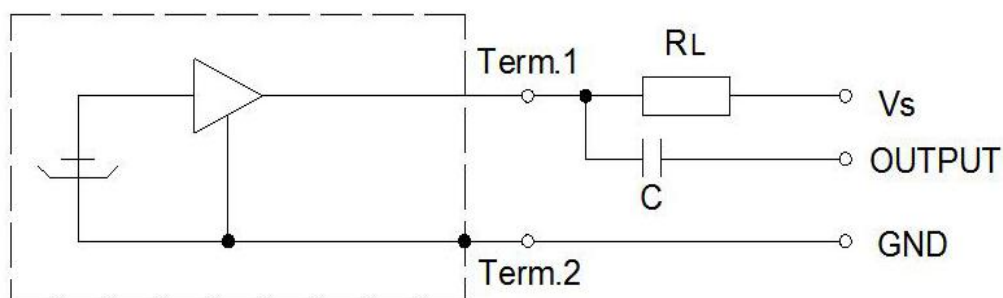 RL
Term.1
Vs
OUTPUT
C
GND
Term.2